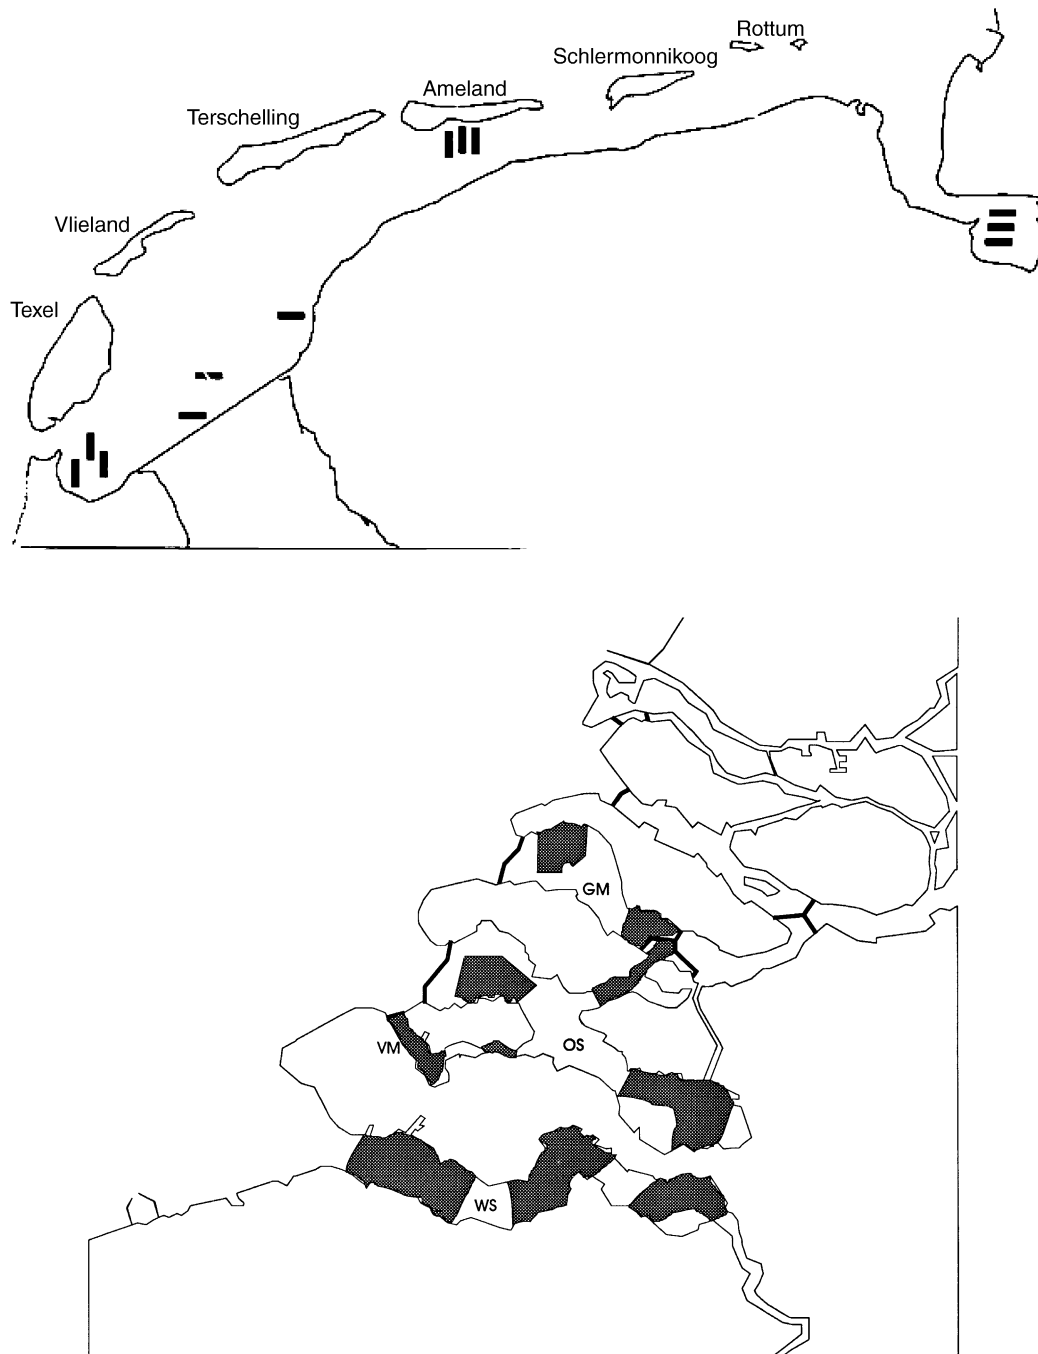 Rottum
Schlermonnikoog
Ameland
Terschelling
Vlieland
Texel
GM
OS
VM
WS